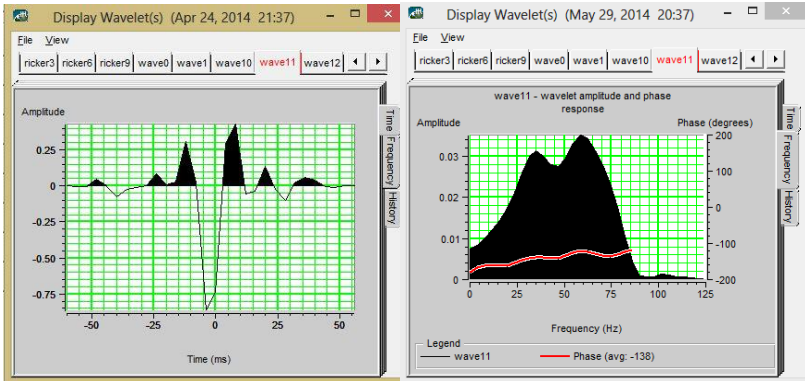 Display Wavelet(s) (Apr 24, 2014 21:37)
File View
ricker3 ricker6 ricker9 wave0 wave1 wave10 wave11 wave12
Amplitude
0.25
0
-0.25
-0.50
-0.75
-50 -25 0 25 50
Time (ms)
Time
Frequency
History
Display Wavelet(s) (May 29, 2014 20:37)
File View
ricker3 ricker6 ricker9 wave0 wave1 wave10 wave11 wave12
wave11 - wavelet amplitude and phase
response
Amplitude Phase (degrees)
0.03
0.02
0.01
0
200
100
0
-100
-200
0 25 50 75 100 125
Frequency (Hz)
Legend
wave11 Phase (avg: -138)
Time
Frequency
History